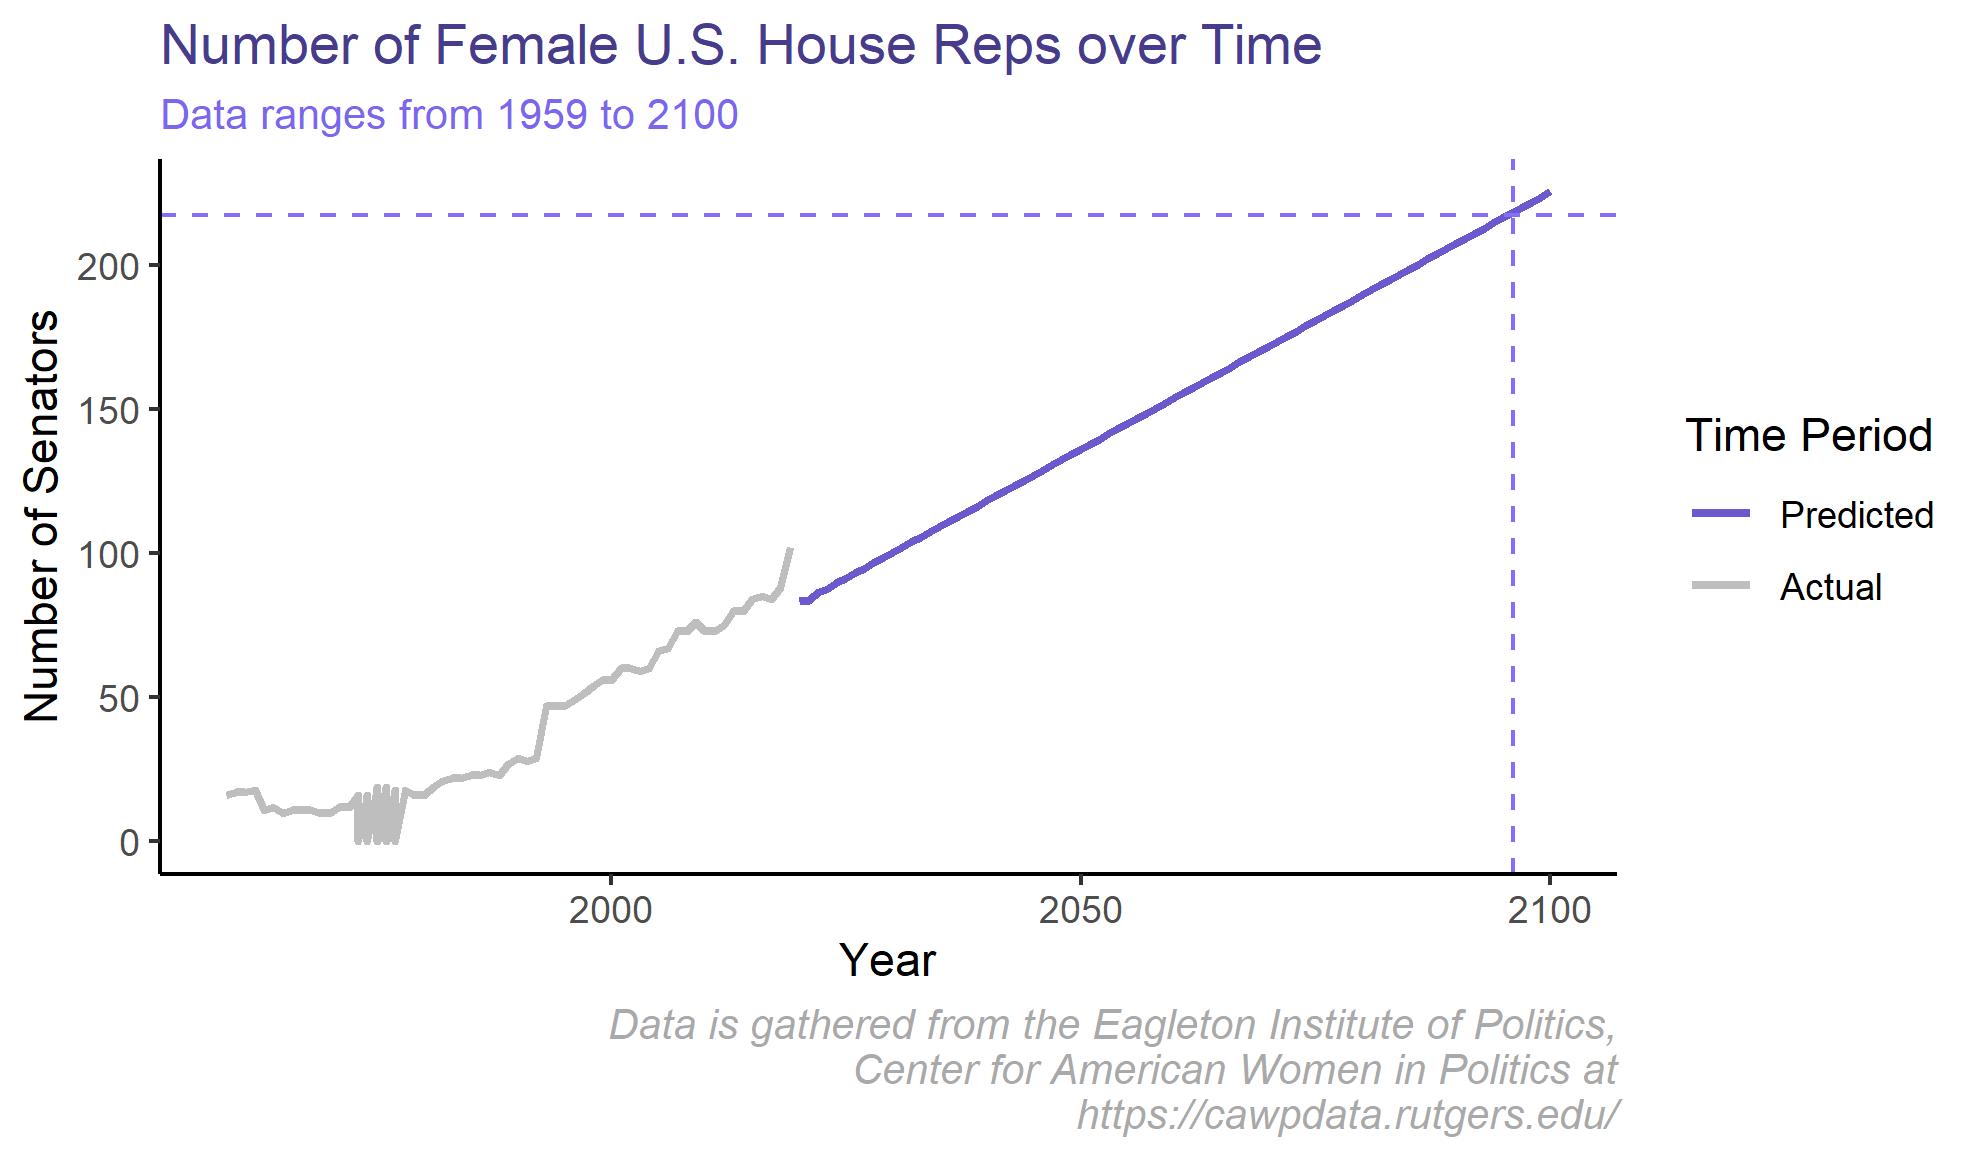 Number of Female U.S. House Reps over Time
Data ranges from 1959 to 2100
Number of Senators
200
150
100
50
0
2000
2050
2100
Year
Time Period
Predicted
Actual
Data is gathered from the Eagleton Institute of Politics,
Center for American Women in Politics at
https://cawpdata.rutgers.edu/